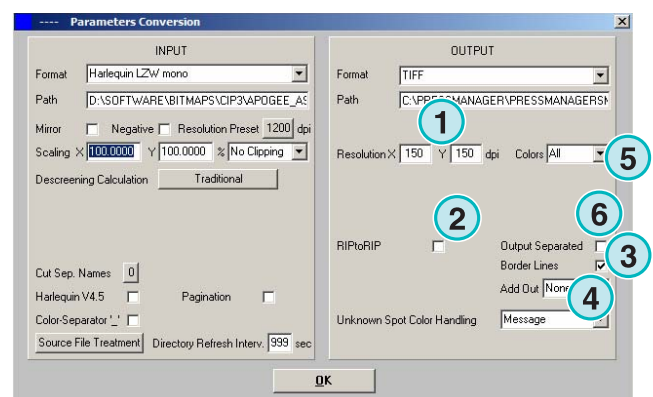 ---- Parameters Conversion
INPUT
Format Harlequin LZW mono
Path D:\SOFTWARE\BITMAPS\CIP3\APOGEE_AS
Mirror Negative Resolution Preset 1200 dpi
Scaling X 100.0000 Y 100.0000 % No Clipping
Descreening Calculation Traditional
Cut Sep. Names 0
Harlequin V4.5 Pagination
Color-Separator '_'
Source File Treatment Directory Refresh Interv. 999 sec
OUTPUT
Format TIFF
Path C:\PRESSMANAGER\PRESSMANAGERSM
1
Resolution X 150 Y 150 dpi Colors All
5
2
6
RIPtoRIP Output Separated
3
Border Lines
Add Out None
4
Unknown Spot Color Handling Message
OK